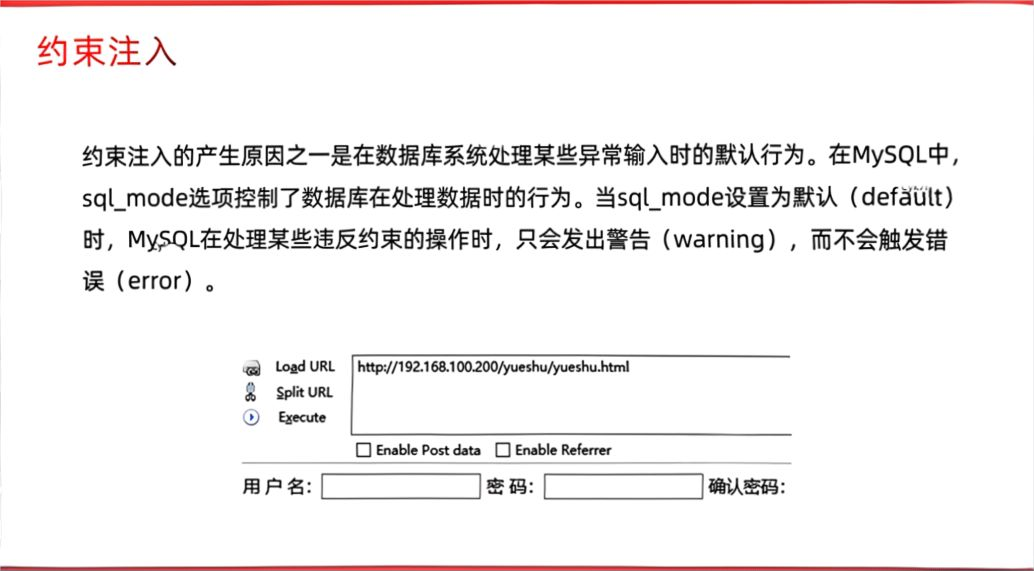 约束注入
约束注入的产生原因之一是在数据库系统处理某些异常输入时的默认行为。在MySQL中，
sql_mode选项控制了数据库在处理数据时的行为。当sql_mode设置为默认（default）
时，MySQL在处理某些违反约束的操作时，只会发出警告（warning），而不会触发错
误（error）。
Load URL http://192.168.100.200/yueshu/yueshu.html
Split URL
Execute
Enable Post data Enable Referrer
用 户 名: 密 码: 确认密码: